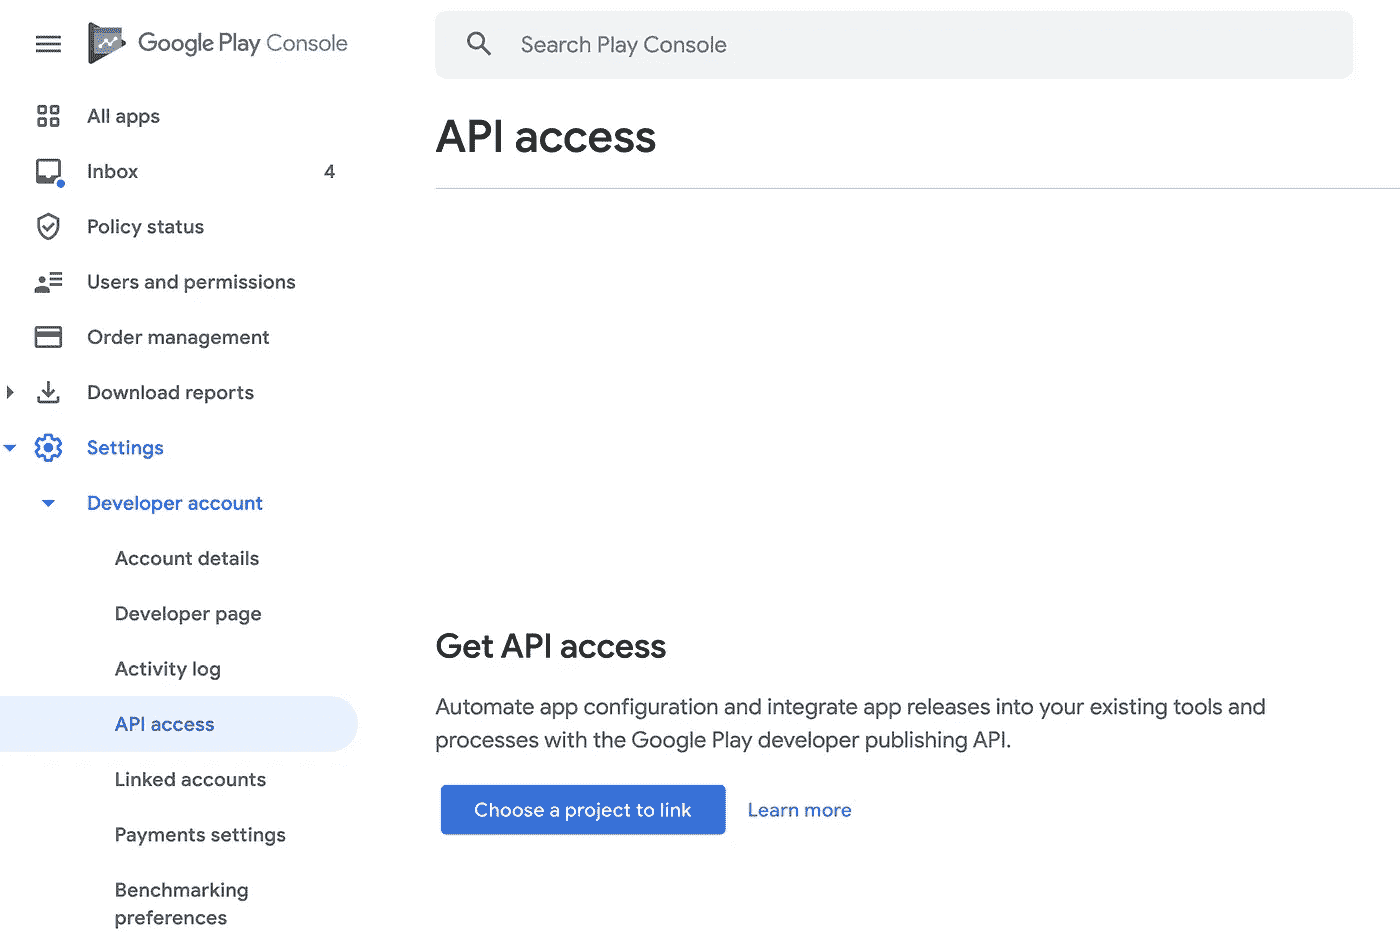 Google Play Console
Search Play Console
All apps
Inbox 4
Policy status
Users and permissions
Order management
Download reports
Settings
Developer account
Account details
Developer page
Activity log
API access
Linked accounts
Payments settings
Benchmarking
preferences
API access
Get API access
Automate app configuration and integrate app releases into your existing tools and
processes with the Google Play developer publishing API.
Choose a project to link Learn more